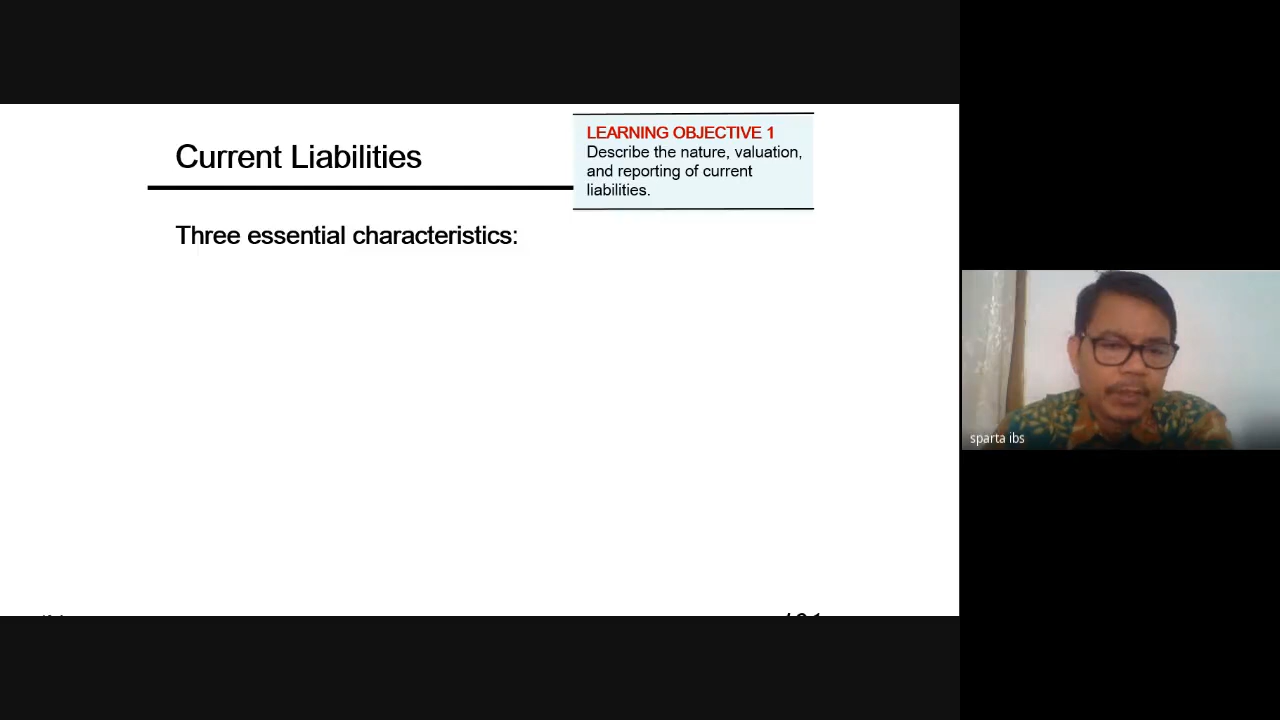 Current Liabilities
LEARNING OBJECTIVE 1
Describe the nature, valuation,
and reporting of current
liabilities.
Three essential characteristics:
sparta ibs